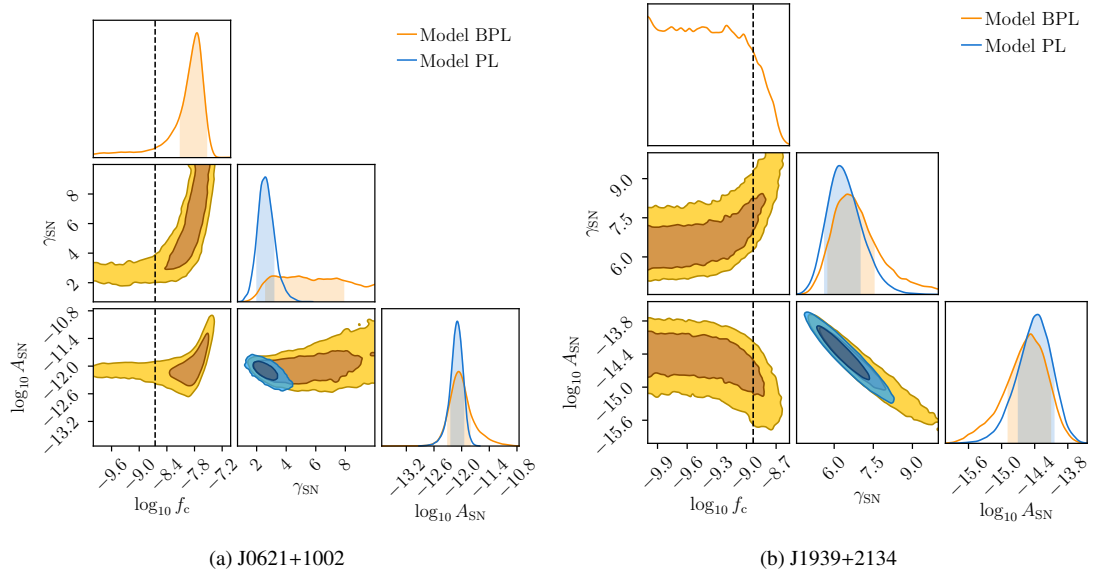 Model BPL
Model PL
8
6
4
2
γSN
−10.8
−11.4
−12.0
−12.6
−13.2
log10 ASN
−9.6
−9.0
−8.4
−7.8
−7.2
log10 fc
2
4
6
8
γSN
−13.2
−12.6
−12.0
−11.4
−10.8
log10 ASN
(a) J0621+1002
Model BPL
Model PL
9.0
7.5
6.0
γSN
−13.8
−14.4
−15.0
−15.6
log10 ASN
−9.9
−9.6
−9.3
−9.0
−8.7
log10 fc
6.0
7.5
9.0
γSN
−15.6
−15.0
−14.4
−13.8
log10 ASN
(b) J1939+2134